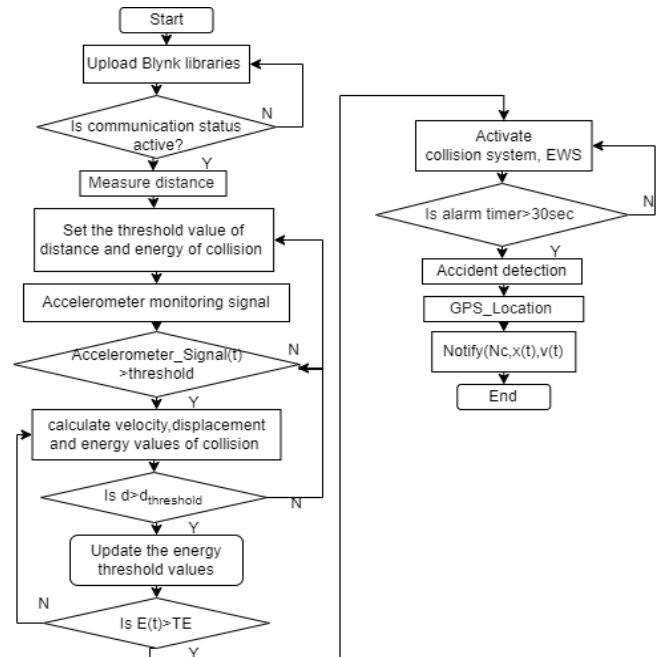 Start
Upload Blynk libraries
N
Is communication status
active?
Y
Measure distance
Set the threshold value of
distance and energy of collision
Accelerometer monitoring signal
Accelerometer_Signal(t)
>threshold
N
Y
calculate velocity,displacement
and energy values of collision
Is d>dthreshold
N
Y
Update the energy
threshold values
N
Is E(t)>TE
Y
Activate
collision system, EWS
N
Is alarm timer>30sec
Y
Accident detection
GPS_Location
Notify(Nc,x(t),v(t)
End